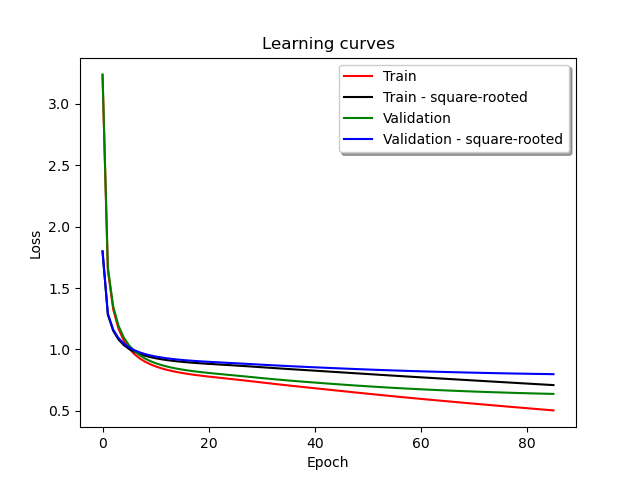 Learning curves
Train
Train - square-rooted
Validation
Validation - square-rooted
3.0
2.5
2.0
1.5
1.0
0.5
Loss
0 20 40 60 80
Epoch